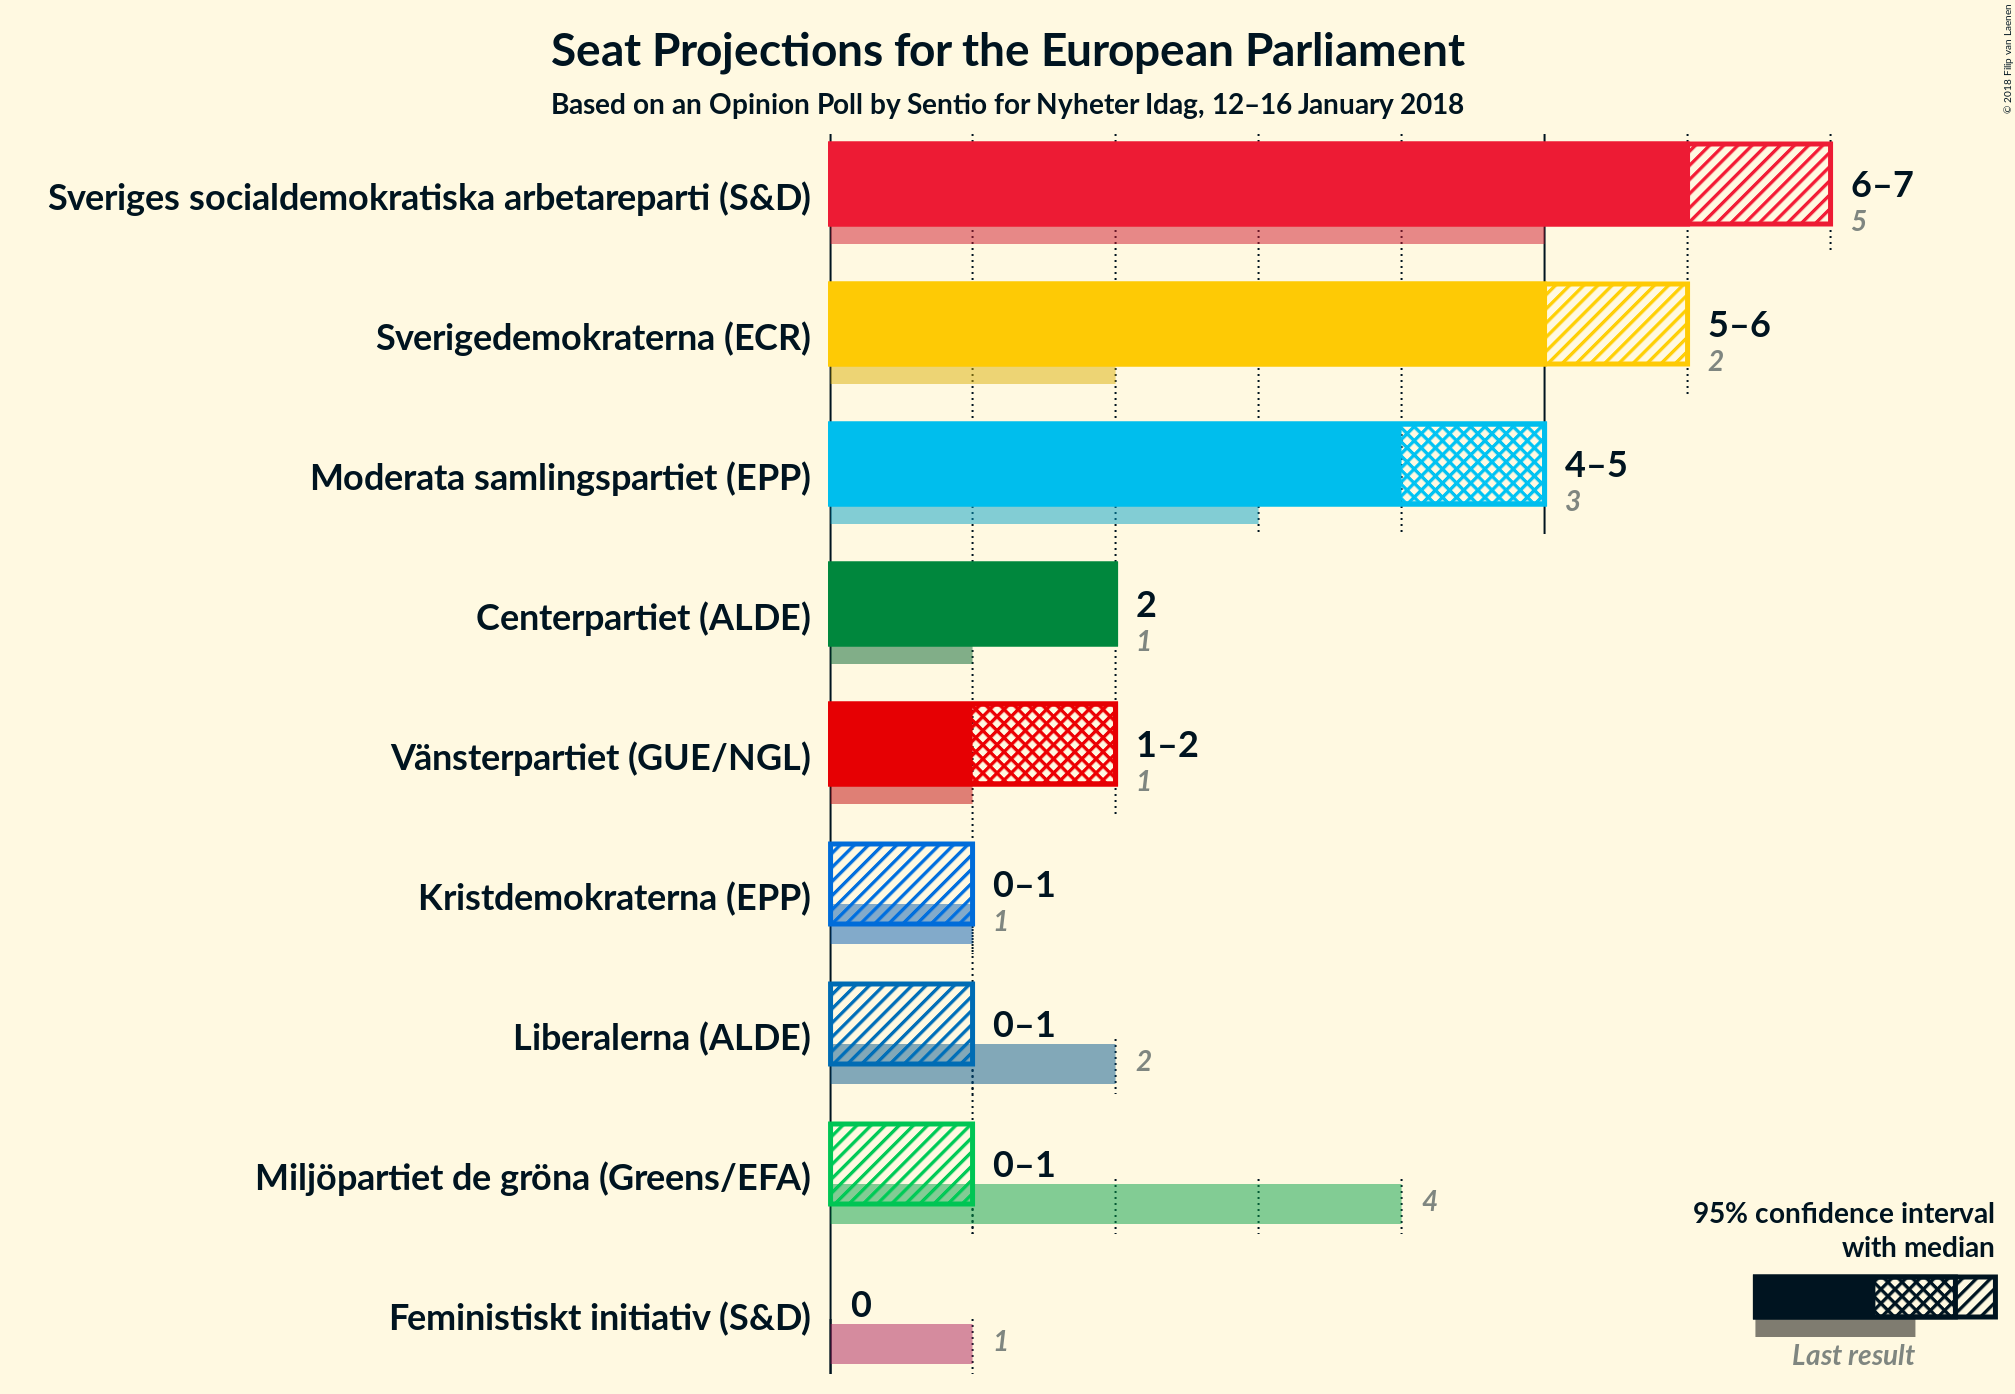 Seat Projections for the European Parliament
Based on an Opinion Poll by Sentio for Nyheter Idag, 12–16 January 2018
© 2018 Filip van Laenen
Sveriges socialdemokratiska arbetareparti (S&D)
6–7
5
Sverigedemokraterna (ECR)
5–6
2
Moderata samlingspartiet (EPP)
4–5
3
Centerpartiet (ALDE)
2
1
Vänsterpartiet (GUE/NGL)
1–2
1
Kristdemokraterna (EPP)
0–1
1
Liberalerna (ALDE)
0–1
2
Miljöpartiet de gröna (Greens/EFA)
0–1
4
Feministiskt initiativ (S&D)
0
1
95% confidence interval
with median
Last result